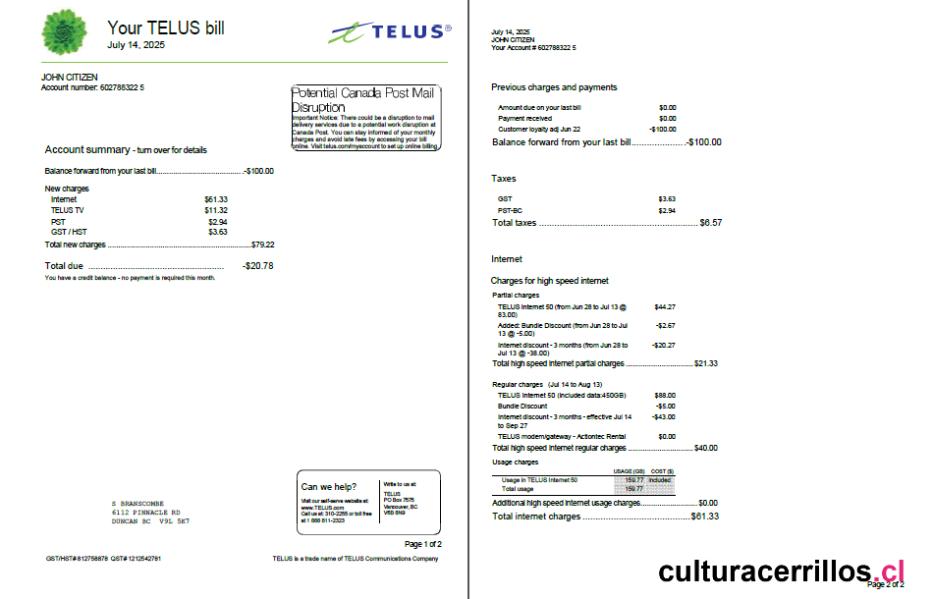 Your TELUS bill
July 14, 2025
TELUS®
JOHN CITIZEN
Account number: 602788322 5
Potential Canada Post Mail
Disruption
Important Notice: There could be a disruption to mail
delivery services due to a potential work disruption at
Canada Post. You can stay informed of your monthly
charges and avoid late fees by accessing your bill
online. Visit telus.com/myaccount to set up online billing.
Account summary - turn over for details
Balance forward from your last bill -$100.00
New charges
Internet $61.33
TELUS TV $11.32
PST $2.94
GST / HST $3.63
Total new charges $79.22
Total due -$20.78
You have a credit balance - no payment is required this month.
S BRANSCOMBE
6112 PINNACLE RD
DUNCAN BC V9L 5K7
Can we help?
Visit our self-serve website at:
www.TELUS.com
Call us at: 310-2255 or toll free
at 1 888 811-2323
Write to us at:
TELUS
PO Box 7575
Vancouver, BC
V6B 8N9
Page 1 of 2
GST/HST# 812758878 QST# 1212542781
TELUS is a trade name of TELUS Communications Company
July 14, 2025
JOHN CITIZEN
Your Account # 602788322 5
Previous charges and payments
Amount due on your last bill $0.00
Payment received $0.00
Customer loyalty adj Jun 22 -$100.00
Balance forward from your last bill -$100.00
Taxes
GST $3.63
PST-BC $2.94
Total taxes $6.57
Internet
Charges for high speed internet
Partial charges
TELUS Internet 50 (from Jun 28 to Jul 13 @ $44.27
83.00)
Added: Bundle Discount (from Jun 28 to Jul -$2.67
13 @ -5.00)
Internet discount - 3 months (from Jun 28 to -$20.27
Jul 13 @ -38.00)
Total high speed internet partial charges $21.33
Regular charges (Jul 14 to Aug 13)
TELUS Internet 50 (included data:450GB) $88.00
Bundle Discount -$5.00
Internet discount - 3 months - effective Jul 14 -$43.00
to Sep 27
TELUS modem/gateway - Actiontec Rental $0.00
Total high speed internet regular charges $40.00
Usage charges
USAGE (GB) COST ($)
Usage in TELUS Internet 50 159.77 Included
Total usage 159.77
Additional high speed internet usage charges $0.00
Total internet charges $61.33
culturacerrillos.cl
Page 2 of 2